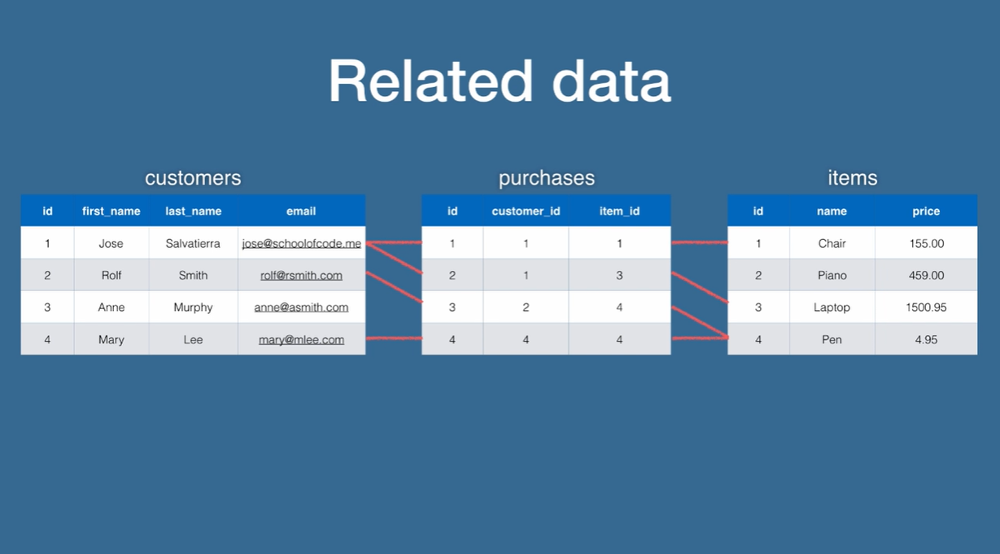 Related data
customers
id first_name last_name email
1 Jose Salvatierra jose@schoolofcode.me
2 Rolf Smith rolf@rsmith.com
3 Anne Murphy anne@asmith.com
4 Mary Lee mary@mlee.com
purchases
id customer_id item_id
1 1 1
2 1 3
3 2 4
4 4 4
items
id name price
1 Chair 155.00
2 Piano 459.00
3 Laptop 1500.95
4 Pen 4.95